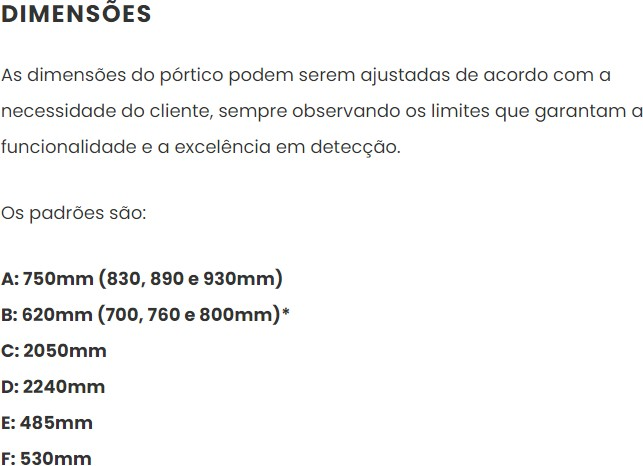 DIMENSÕES
As dimensões do pórtico podem serem ajustadas de acordo com a
necessidade do cliente, sempre observando os limites que garantam a
funcionalidade e a excelência em detecção.
Os padrões são:
A: 750mm (830, 890 e 930mm)
B: 620mm (700, 760 e 800mm)*
C: 2050mm
D: 2240mm
E: 485mm
F: 530mm